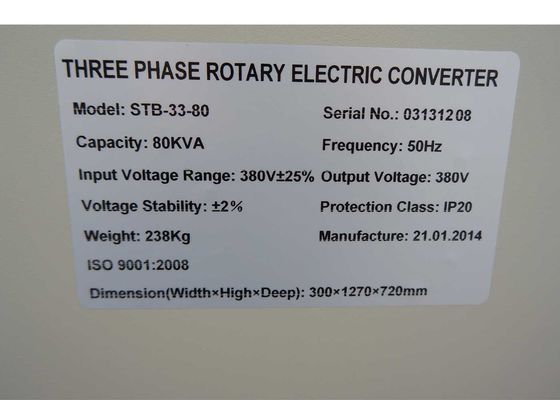 THREE PHASE ROTARY ELECTRIC CONVERTER
Model: STB-33-80 Serial No.: 03131208
Capacity: 80KVA Frequency: 50Hz
Input Voltage Range: 380V±25% Output Voltage: 380V
Voltage Stability: ±2% Protection Class: IP20
Weight: 238Kg Manufacture: 21.01.2014
ISO 9001:2008
Dimension(Width×High×Deep): 300×1270×720mm